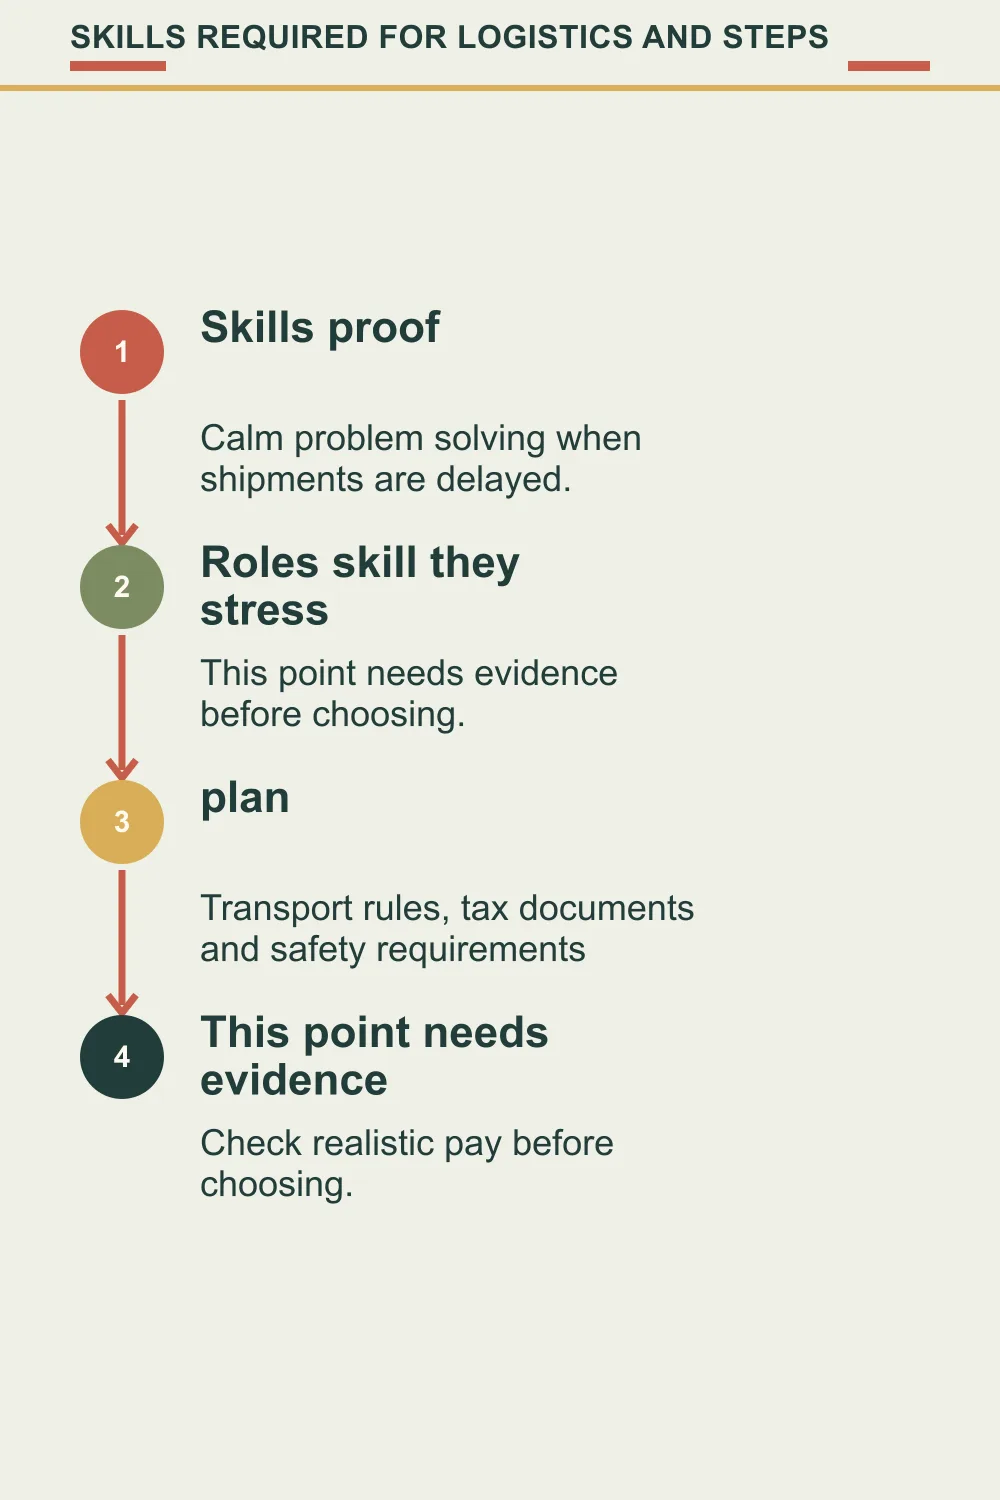 SKILLS REQUIRED FOR LOGISTICS AND STEPS
1
Skills proof
Calm problem solving when
shipments are delayed.
2
Roles skill they
stress
This point needs evidence
before choosing.
3
plan
Transport rules, tax documents
and safety requirements
4
This point needs
evidence
Check realistic pay before
choosing.